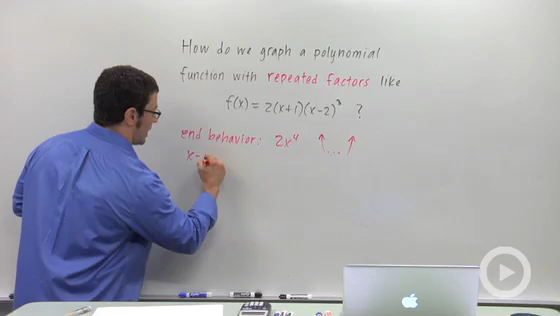 How do we graph a polynomial
function with repeated factors like
f(x) = 2(x+1)(x-2)³ ?
end behavior: 2x⁴ ↑...↑
x-